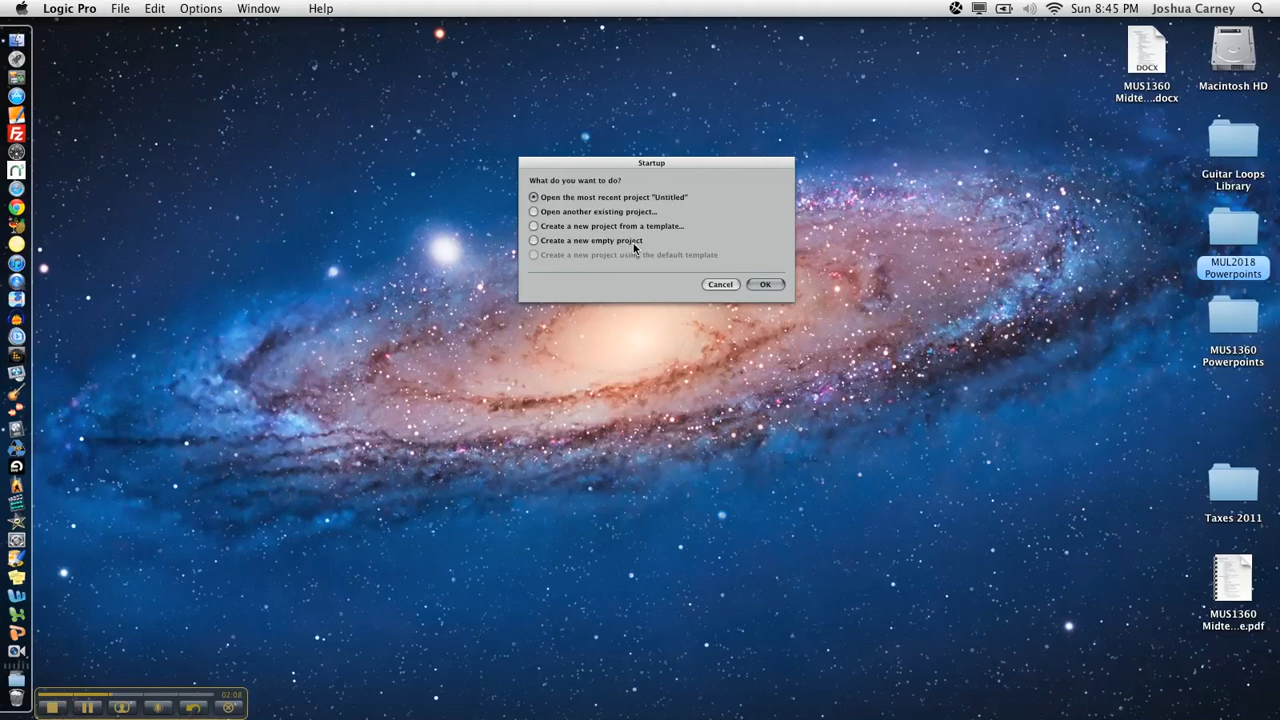 Logic Pro File Edit Options Window Help Sun 8:45 PM Joshua Carney
DOCX
MUS1360
Midte....docx
Macintosh HD
Guitar Loops
Library
MUL2018
Powerpoints
MUS1360
Powerpoints
Taxes 2011
MUS1360
Midte...e.pdf
Startup
What do you want to do?
Open the most recent project "Untitled"
Open another existing project...
Create a new project from a template...
Create a new empty project
Create a new project using the default template
Cancel OK
02:08